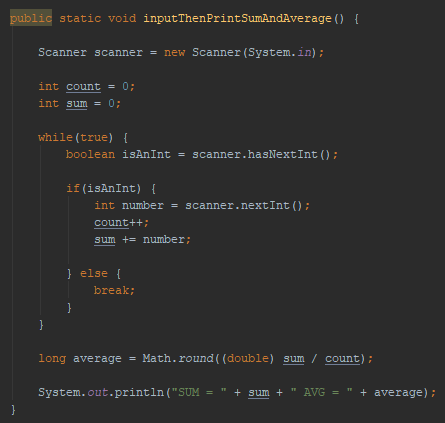 public static void inputThenPrintSumAndAverage() {
Scanner scanner = new Scanner(System.in);
int count = 0;
int sum = 0;
while(true) {
boolean isAnInt = scanner.hasNextInt();
if(isAnInt) {
int number = scanner.nextInt();
count++;
sum += number;
} else {
break;
}
}
long average = Math.round((double) sum / count);
System.out.println("SUM = " + sum + " AVG = " + average);
}